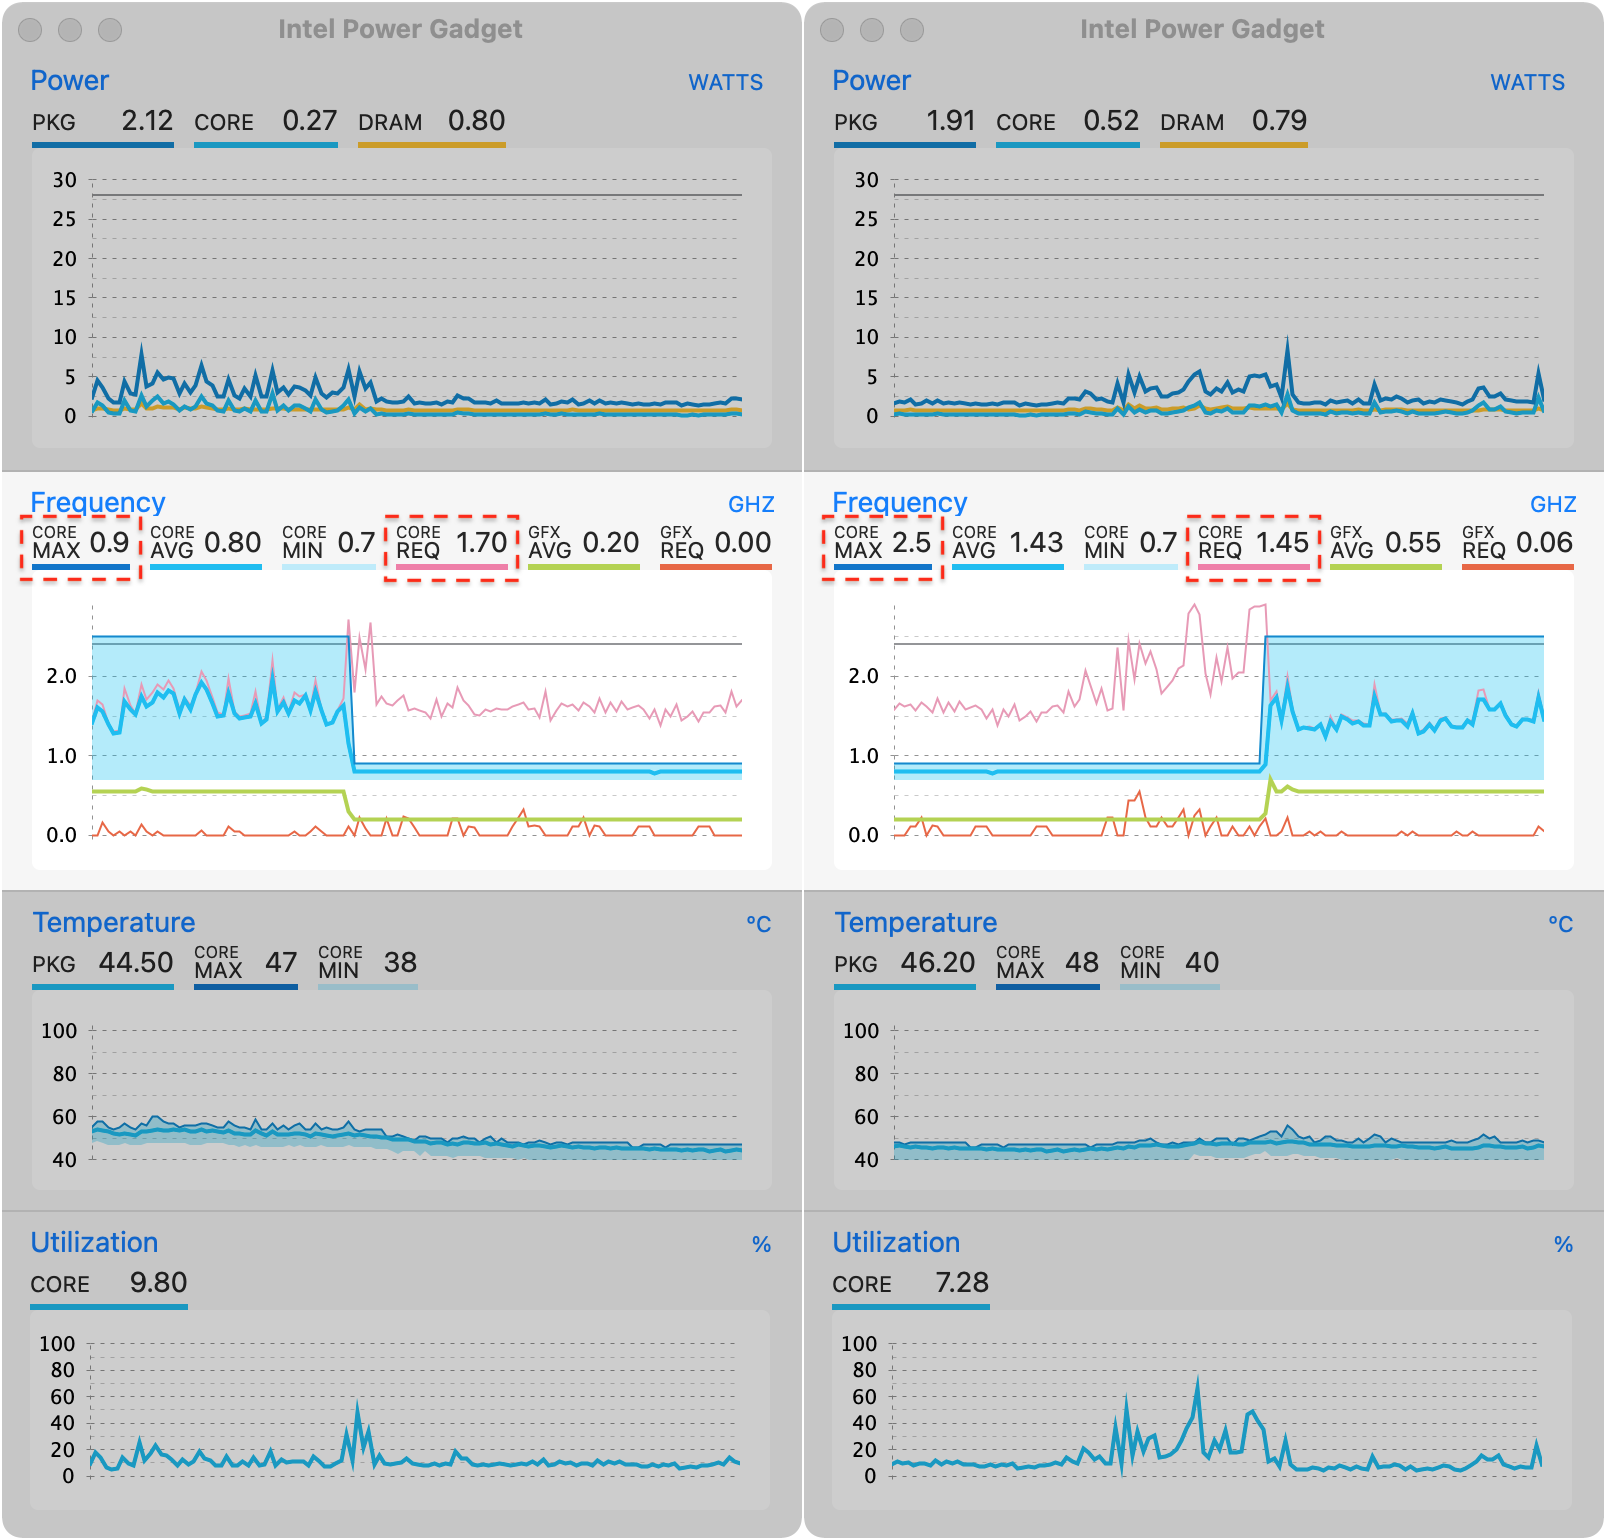 Intel Power Gadget
Power WATTS
PKG 2.12 CORE 0.27 DRAM 0.80
30
25
20
15
10
5
0
Frequency GHZ
CORE MAX 0.9 CORE AVG 0.80 CORE MIN 0.7 CORE REQ 1.70 GFX AVG 0.20 GFX REQ 0.00
2.0
1.0
0.0
Temperature °C
PKG 44.50 CORE MAX 47 CORE MIN 38
100
80
60
40
Utilization %
CORE 9.80
100
80
60
40
20
0
Intel Power Gadget
Power WATTS
PKG 1.91 CORE 0.52 DRAM 0.79
30
25
20
15
10
5
0
Frequency GHZ
CORE MAX 2.5 CORE AVG 1.43 CORE MIN 0.7 CORE REQ 1.45 GFX AVG 0.55 GFX REQ 0.06
2.0
1.0
0.0
Temperature °C
PKG 46.20 CORE MAX 48 CORE MIN 40
100
80
60
40
Utilization %
CORE 7.28
100
80
60
40
20
0